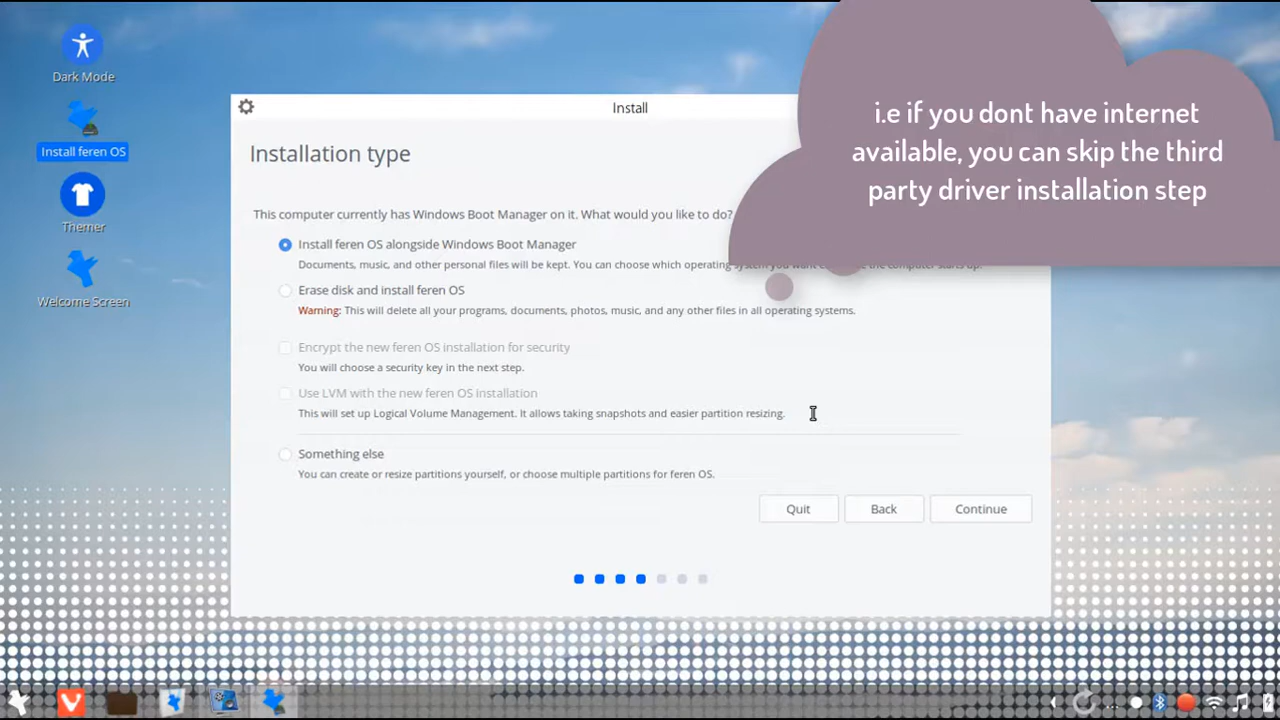 Dark Mode
Install feren OS
Themer
Welcome Screen
Install
Installation type
i.e if you dont have internet
available, you can skip the third
party driver installation step
This computer currently has Windows Boot Manager on it. What would you like to do?
Install feren OS alongside Windows Boot Manager
Documents, music, and other personal files will be kept. You can choose which operating system you want
Erase disk and install feren OS
Warning: This will delete all your programs, documents, photos, music, and any other files in all operating systems.
Encrypt the new feren OS installation for security
You will choose a security key in the next step.
Use LVM with the new feren OS installation
This will set up Logical Volume Management. It allows taking snapshots and easier partition resizing.
Something else
You can create or resize partitions yourself, or choose multiple partitions for feren OS.
Quit
Back
Continue